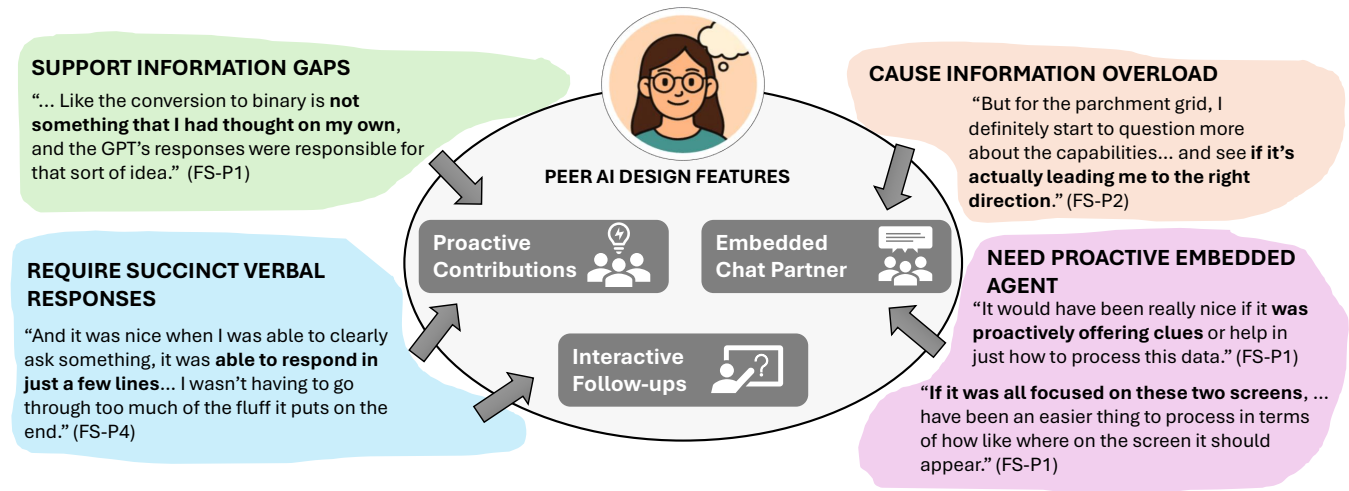 SUPPORT INFORMATION GAPS
“... Like the conversion to binary is not
something that I had thought on my own,
and the GPT’s responses were responsible for
that sort of idea.” (FS-P1)
REQUIRE SUCCINCT VERBAL
RESPONSES
“And it was nice when I was able to clearly
ask something, it was able to respond in
just a few lines... I wasn’t having to go
through too much of the fluff it puts on the
end.” (FS-P4)
PEER AI DESIGN FEATURES
Proactive
Contributions
Embedded
Chat Partner
Interactive
Follow-ups
?
CAUSE INFORMATION OVERLOAD
“But for the parchment grid, I
definitely start to question more
about the capabilities... and see if it’s
actually leading me to the right
direction.” (FS-P2)
NEED PROACTIVE EMBEDDED
AGENT
“It would have been really nice if it was
proactively offering clues or help in
just how to process this data.” (FS-P1)
“If it was all focused on these two screens, ...
have been an easier thing to process in terms
of how like where on the screen it should
appear.” (FS-P1)